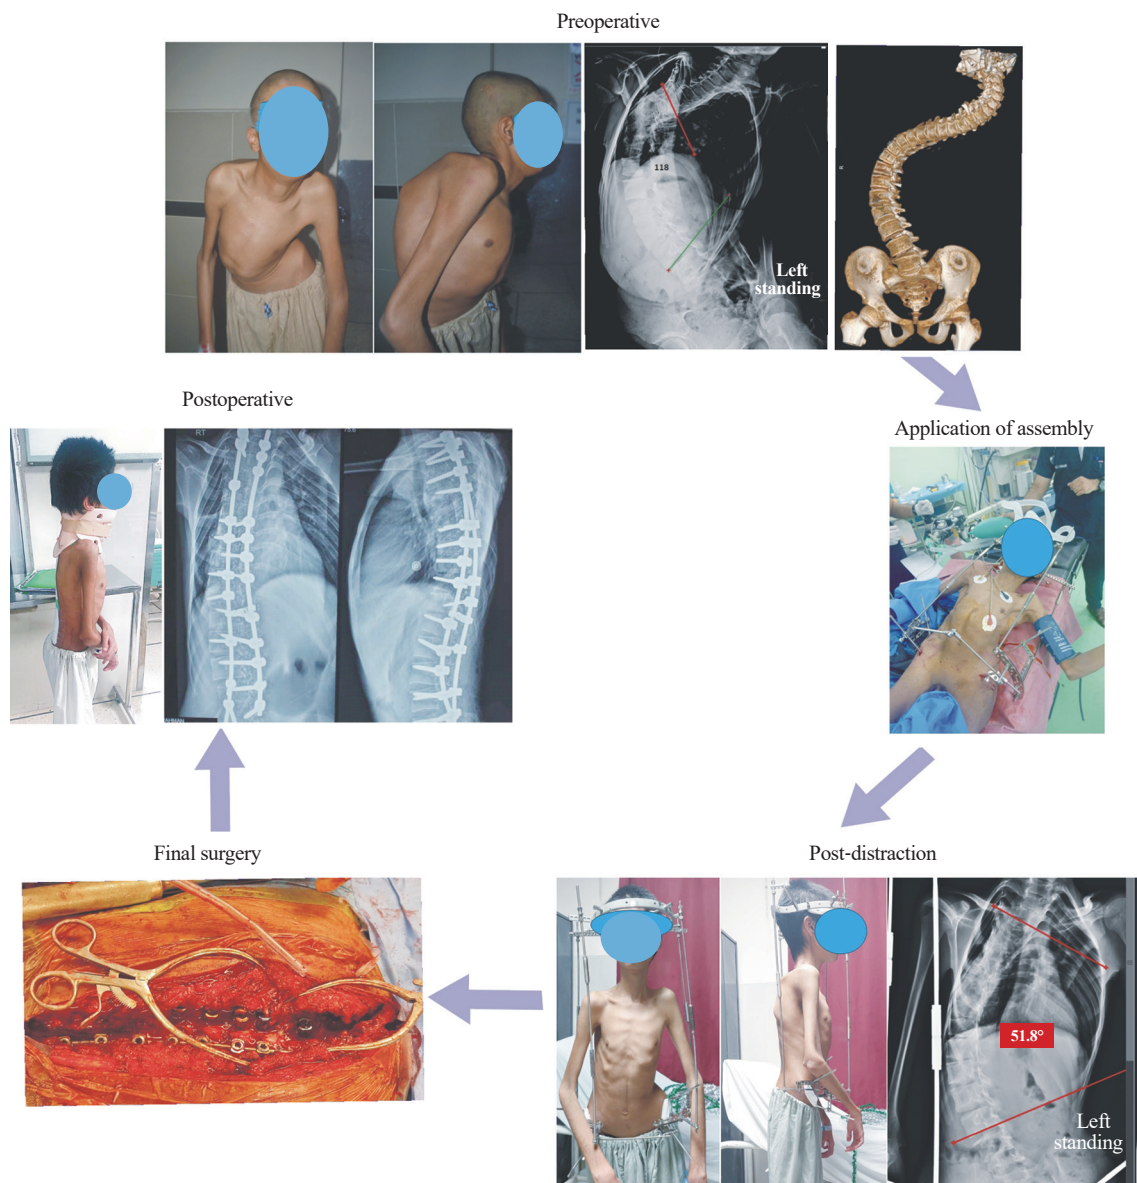 Preoperative
118
Left
standing
R
Postoperative
Application of assembly
RT
Final surgery
Post-distraction
51.8°
Left
standing